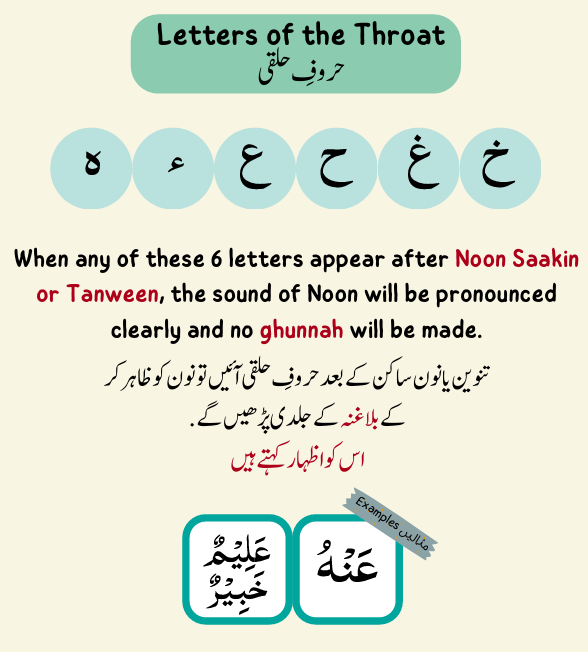 Letters of the Throat
حروفِ حلقی
خ غ ح ع ء ہ
When any of these 6 letters appear after Noon Saakin
or Tanween, the sound of Noon will be pronounced
clearly and no ghunnah will be made.
تنوین یا نون ساکن کے بعد حروفِ حلقی آئیں تو نون کو ظاہر کر
کے بلا غنہ کے جلدی پڑھیں گے .
اس کو اظہار کہتے ہیں
Examples مثالیں
عَنْهُ
عَلِيْمٌ
خَبِيْرٌ